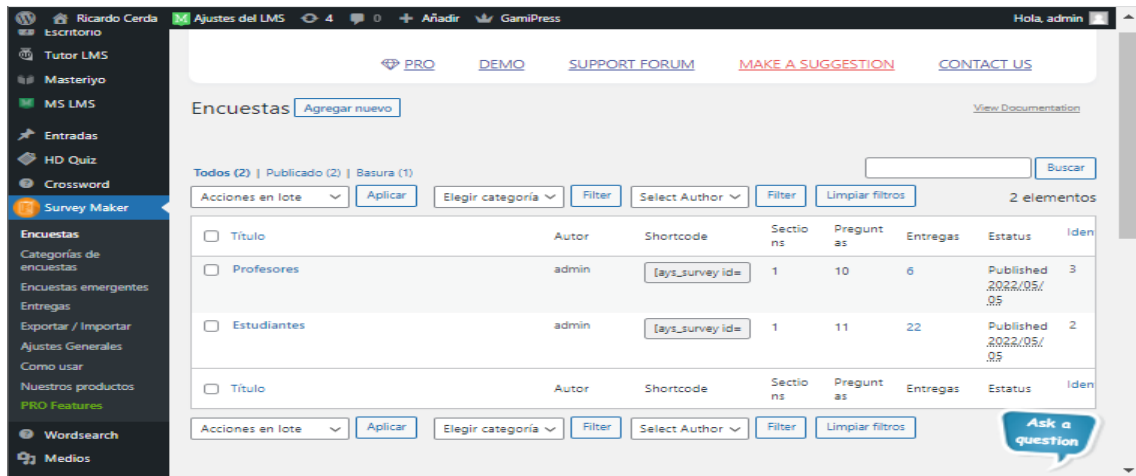 Ricardo Cerda Ajustes del LMS 4 0 Añadir GamiPress Hola, admin
Escritorio
Tutor LMS
Masteriyo
MS LMS
Entradas
HD Quiz
Crossword
Survey Maker
Encuestas
Categorías de
encuestas
Encuestas emergentes
Entregas
Exportar / Importar
Ajustes Generales
Como usar
Nuestros productos
PRO Features
Wordsearch
Medios
PRO DEMO SUPPORT FORUM MAKE A SUGGESTION CONTACT US
Encuestas Agregar nuevo View Documentation
Todos (2) | Publicado (2) | Basura (1) Buscar
Acciones en lote Aplicar Elegir categoría Filter Select Author Filter Limpiar filtros 2 elementos
Título Autor Shortcode Sectio
ns Pregunt
as Entregas Estatus Iden
Profesores admin [ays_survey id= 1 10 6 Published
2022/05/
05 3
Estudiantes admin [ays_survey id= 1 11 22 Published
2022/05/
05 2
Título Autor Shortcode Sectio
ns Pregunt
as Entregas Estatus Iden
Acciones en lote Aplicar Elegir categoría Filter Select Author Filter Limpiar filtros
Ask a
question